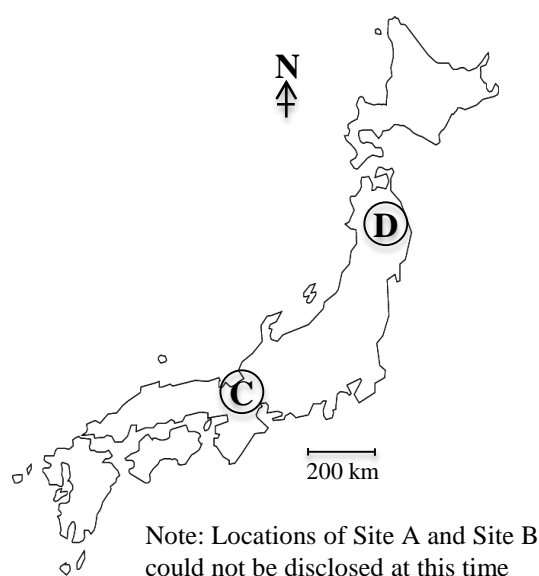 N
D
C
200 km
Note: Locations of Site A and Site B
could not be disclosed at this time